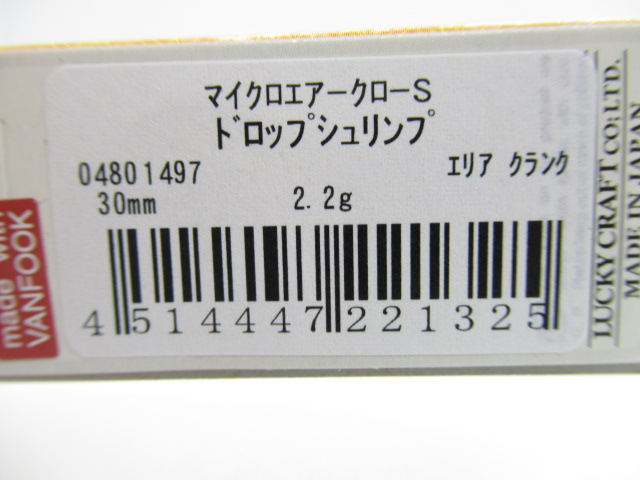 マイクロエアークローS
ドロップシュリンプ
04801497
エリア クランク
30mm 2.2g
4 514447 221325
made with
VANFOOK
LUCKY CRAFT CO;LTD.
MADE IN JAPAN